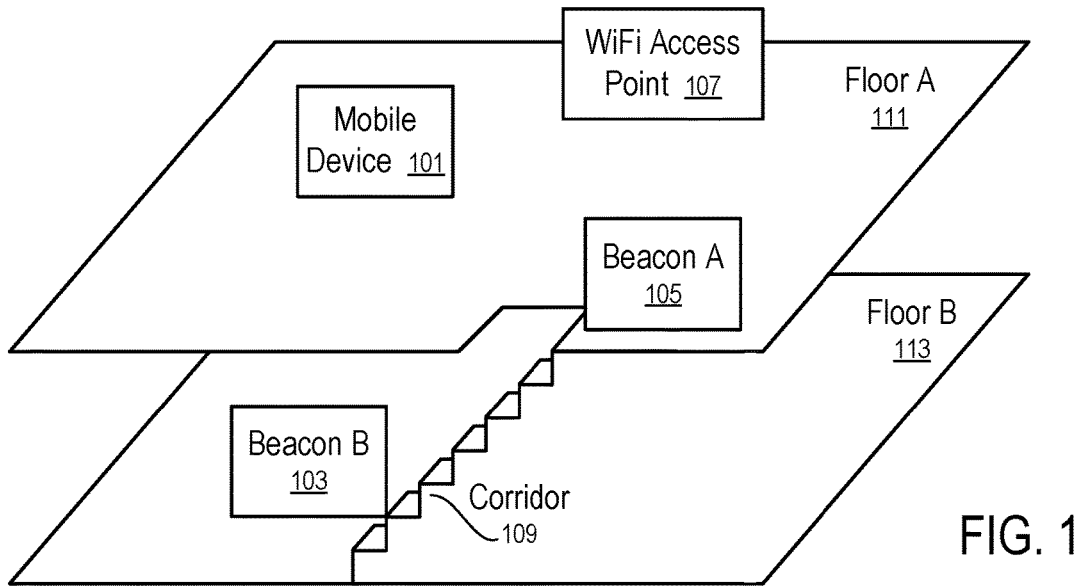 WiFi Access
Point 107
Floor A
111
Mobile
Device 101
Beacon A
105
Floor B
113
Beacon B
103
Corridor
109
FIG. 1